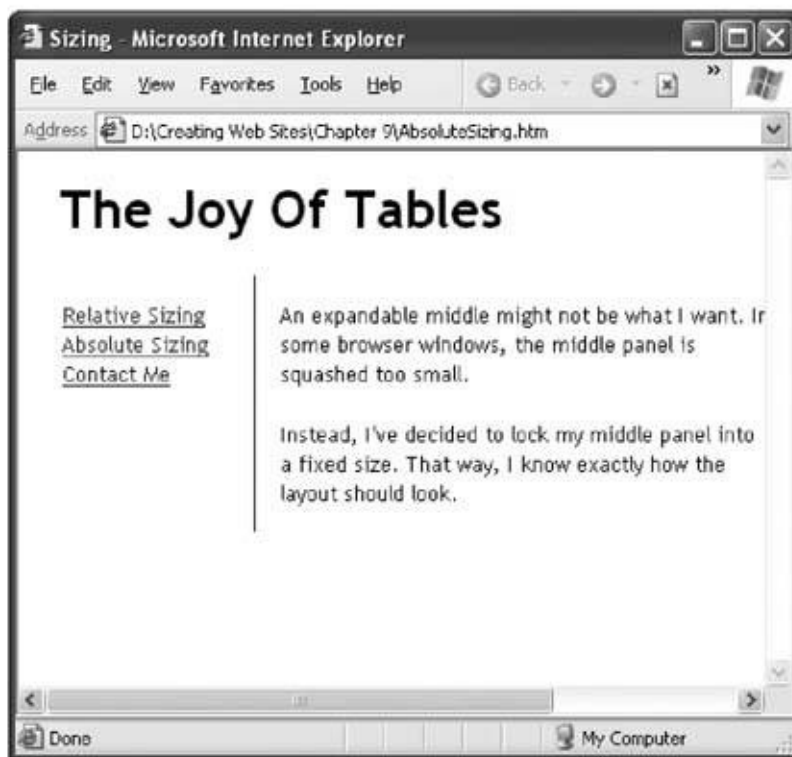 Sizing - Microsoft Internet Explorer
File Edit View Favorites Tools Help Back »
Address D:\Creating Web Sites\Chapter 9\AbsoluteSizing.htm
The Joy Of Tables
Relative Sizing
Absolute Sizing
Contact Me
An expandable middle might not be what I want. In
some browser windows, the middle panel is
squashed too small.
Instead, I've decided to lock my middle panel into
a fixed size. That way, I know exactly how the
layout should look.
Done My Computer